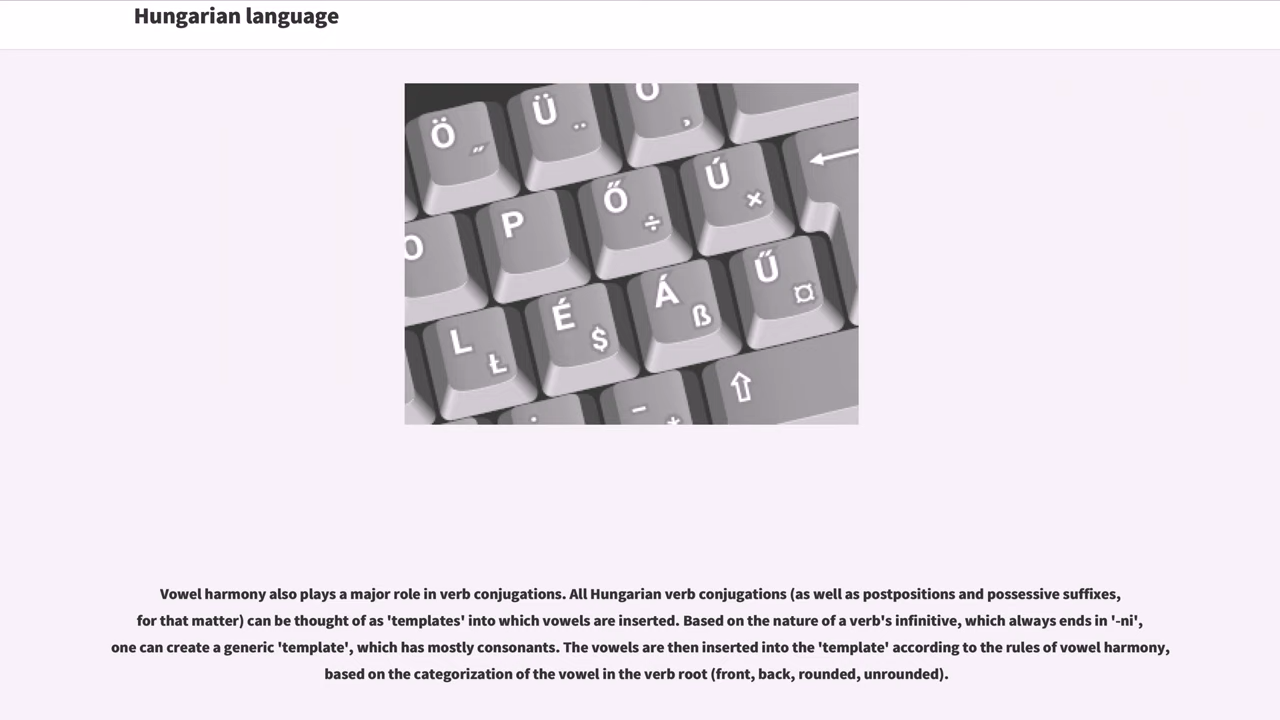 Hungarian language
Ö ˝
Ü ¨
P
Ő ÷
Ú ×
O
L Ł
É $
Á ß
Ű ¤
Vowel harmony also plays a major role in verb conjugations. All Hungarian verb conjugations (as well as postpositions and possessive suffixes,
for that matter) can be thought of as 'templates' into which vowels are inserted. Based on the nature of a verb's infinitive, which always ends in '-ni',
one can create a generic 'template', which has mostly consonants. The vowels are then inserted into the 'template' according to the rules of vowel harmony,
based on the categorization of the vowel in the verb root (front, back, rounded, unrounded).